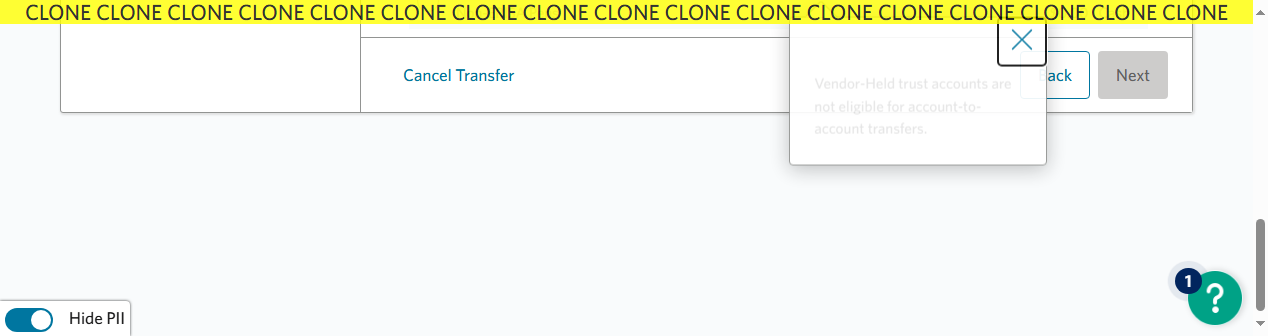 CLONE CLONE CLONE CLONE CLONE CLONE CLONE CLONE CLONE CLONE CLONE CLONE CLONE CLONE CLONE CLONE CLONE
Cancel Transfer
ack
Next
Vendor-Held trust accounts are
not eligible for account-to-
account transfers.
1
?
Hide PII